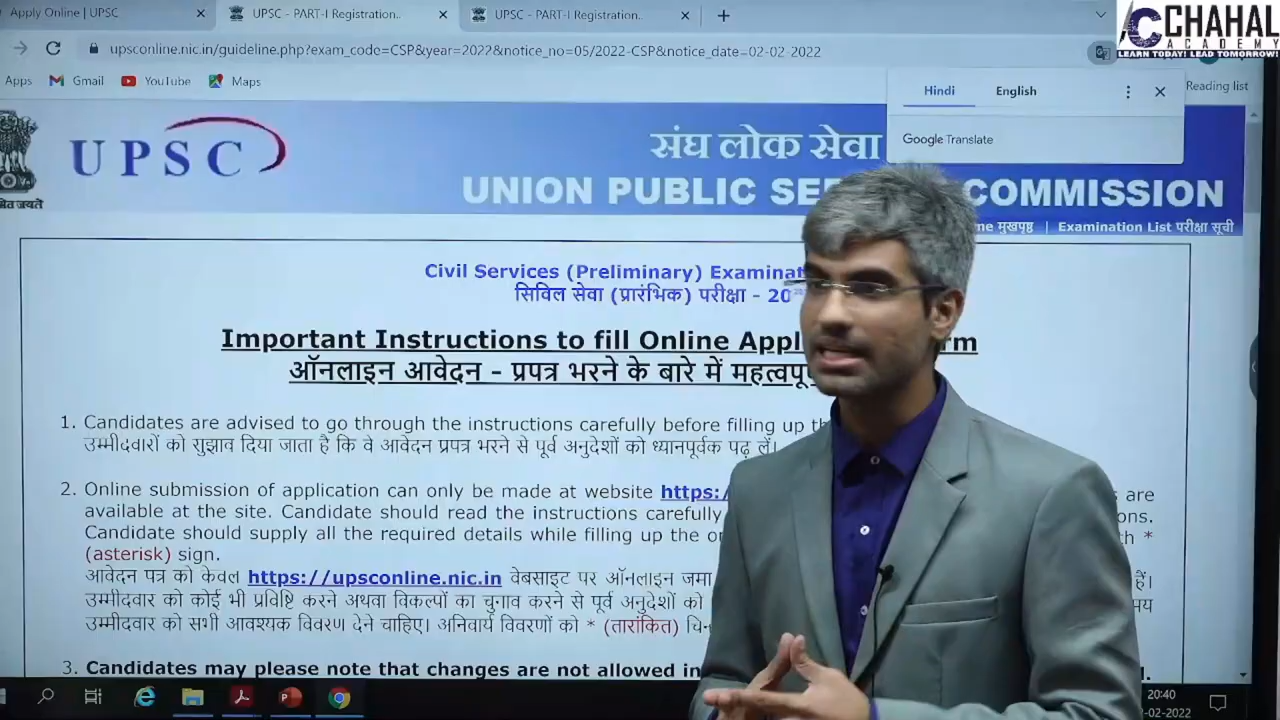 Apply Online | UPSC
UPSC - PART-I Registration..
UPSC - PART-I Registration..
CHAHAL
ACADEMY
LEARN TODAY! LEAD TOMORROW!
upsconline.nic.in/guideline.php?exam_code=CSP&year=2022&notice_no=05/2022-CSP&notice_date=02-02-2022
Apps Gmail YouTube Maps
Reading list
Hindi English
Google Translate
UPSC
संघ लोक सेवा
UNION PUBLIC COMMISSION
मुखपृष्ठ | Examination List परीक्षा सूची
Civil Services (Preliminary)
सिविल सेवा (प्रारंभिक) परीक्षा -
Important Instructions to fill Online
ऑनलाइन आवेदन - प्रपत्र भरने के बारे में
1. Candidates are advised to go through the instructions carefully before filling up
उम्मीदवारों को सुझाव दिया जाता है कि वे आवेदन प्रपत्र भरने से पूर्व अनुदेशों को ध्यानपूर्वक पढ़ लें।
2. Online submission of application can only be made at website https:/ are
available at the site. Candidate should read the instructions carefully
Candidate should supply all the required details while filling up the *
(asterisk) sign.
आवेदन पत्र को केवल https://upsconline.nic.in वेबसाइट पर ऑनलाइन जमा हैं।
उम्मीदवार को कोई भी प्रविष्टि करने अथवा विकल्पों का चुनाव करने से पूर्व अनुदेशों को
उम्मीदवार को सभी आवश्यक विवरण देने चाहिए। अनिवार्य विवरणों को * (तारांकित)
3. Candidates may please note that changes are not allowed in
20:40
-02-2022